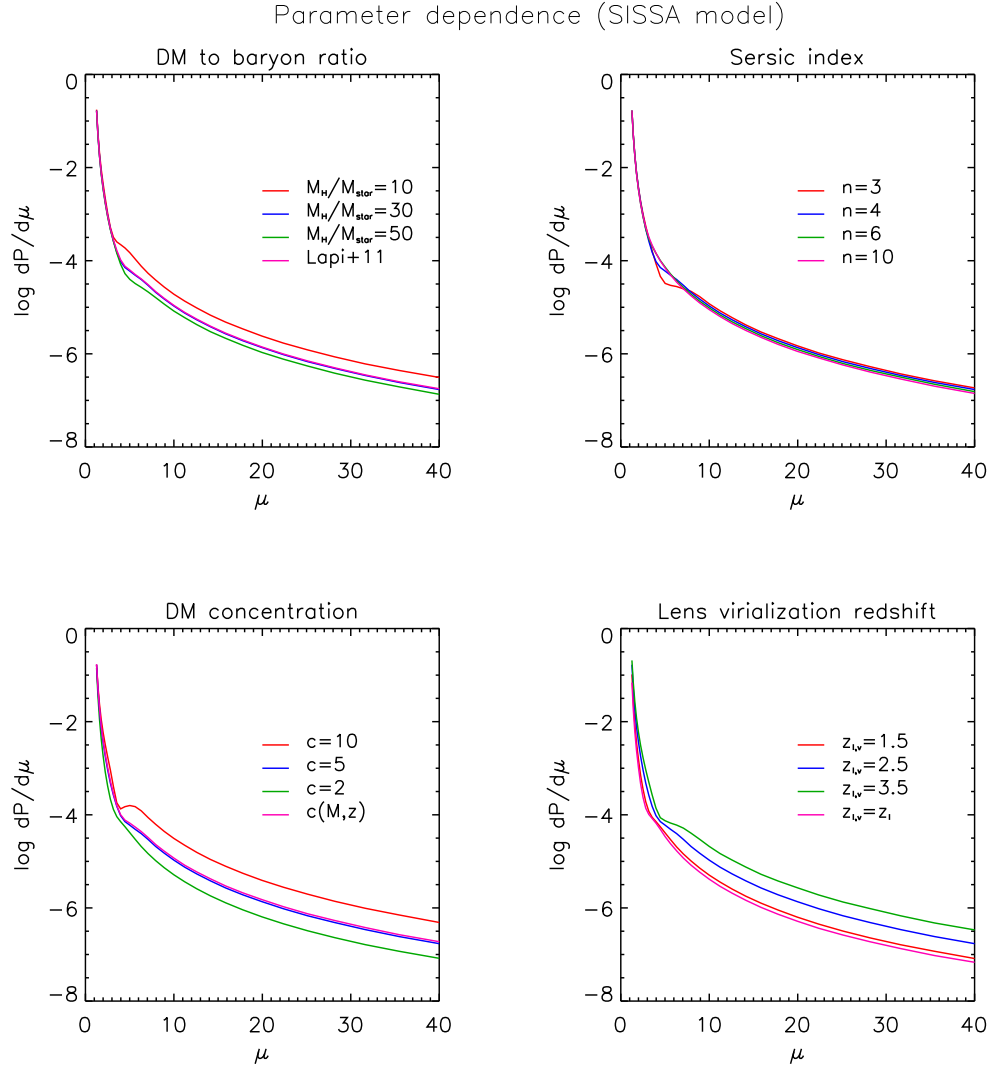 Parameter dependence (SISSA model)
DM to baryon ratio
log dP/dμ
0
−2
−4
−6
−8
M_H/M_star=10
M_H/M_star=30
M_H/M_star=50
Lapi+11
0 10 20 30 40
μ
Sersic index
log dP/dμ
0
−2
−4
−6
−8
n=3
n=4
n=6
n=10
0 10 20 30 40
μ
DM concentration
log dP/dμ
0
−2
−4
−6
−8
c=10
c=5
c=2
c(M,z)
0 10 20 30 40
μ
Lens virialization redshift
log dP/dμ
0
−2
−4
−6
−8
z_l,v=1.5
z_l,v=2.5
z_l,v=3.5
z_l,v=z_l
0 10 20 30 40
μ